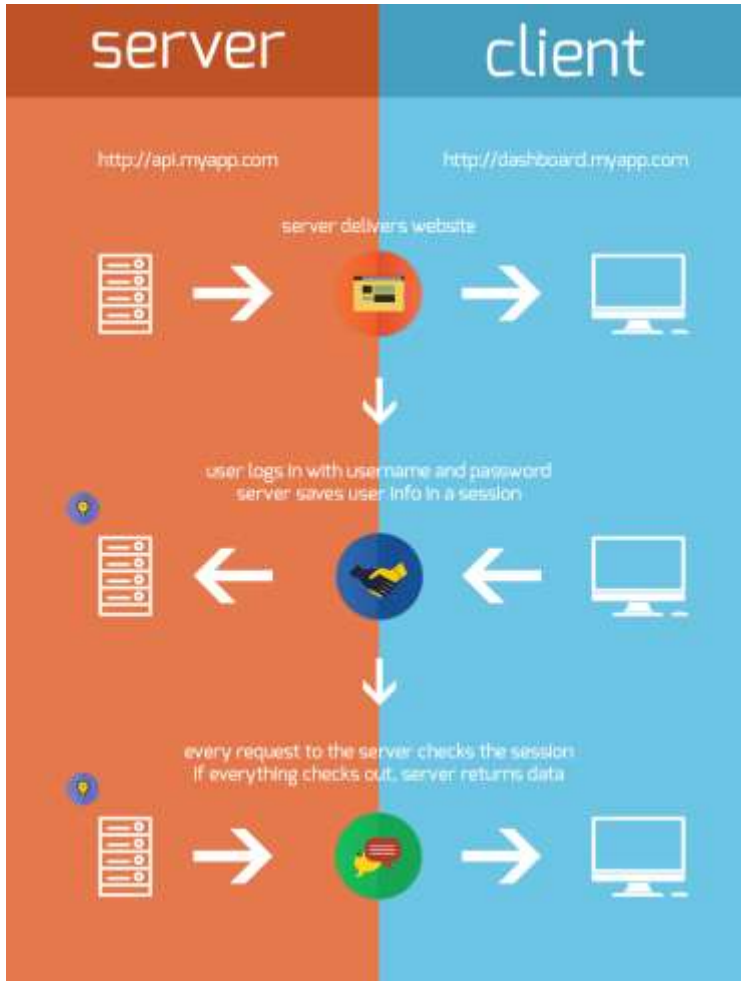 server
client
http://api.myapp.com
http://dashboard.myapp.com
server delivers website
user logs in with username and password
server saves user info in a session
every request to the server checks the session
if everything checks out, server returns data